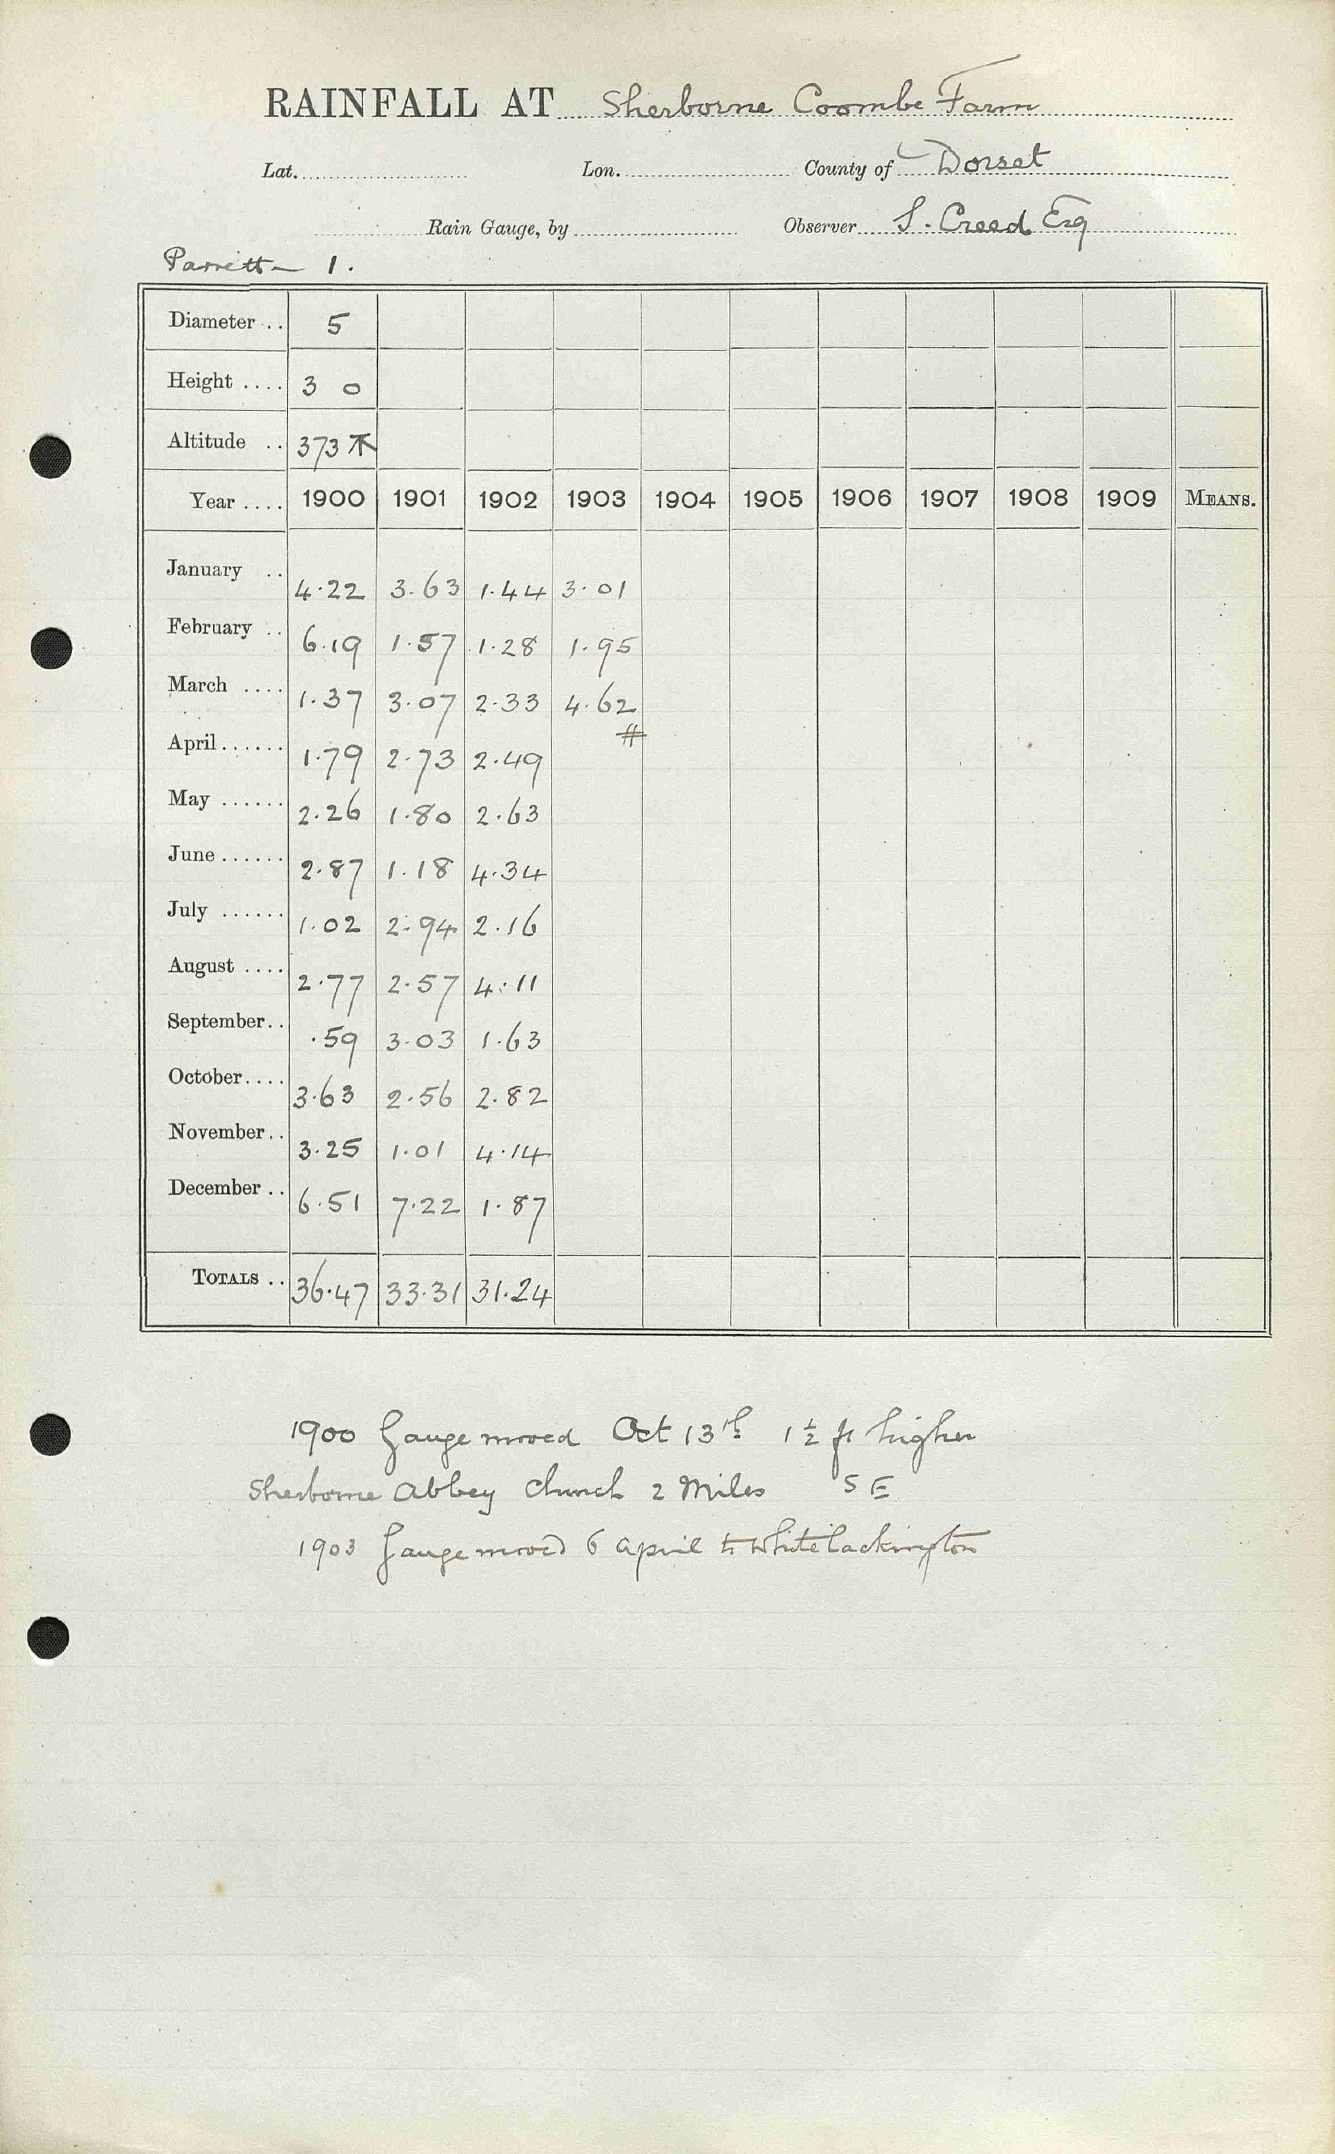 RAINFALL AT Sherborne Coombe Farm
Lat. Lon. County of Dorset
Rain Gauge, by Observer S. Creed Esq
Parrett 1.
Diameter .. 5
Height .... 3 0
Altitude .. 373
Year .... 1900 1901 1902 1903 1904 1905 1906 1907 1908 1909 MEANS.
January .. 4.22 3.63 1.44 3.01
February .. 6.19 1.57 1.28 1.95
March .... 1.37 3.07 2.33 4.62
#
April...... 1.79 2.73 2.49
May ...... 2.26 1.80 2.63
June...... 2.87 1.18 4.34
July ...... 1.02 2.94 2.16
August .... 2.77 2.57 4.11
September.. .59 3.03 1.63
October.... 3.63 2.56 2.82
November.. 3.25 1.01 4.14
December .. 6.51 7.22 1.87
TOTALS .. 36.47 33.31 31.24
1900 Gauge moved Oct 13th 1½ ft higher
Sherborne Abbey Church 2 Miles S E
1903 Gauge moved 6 April to Whitelackington